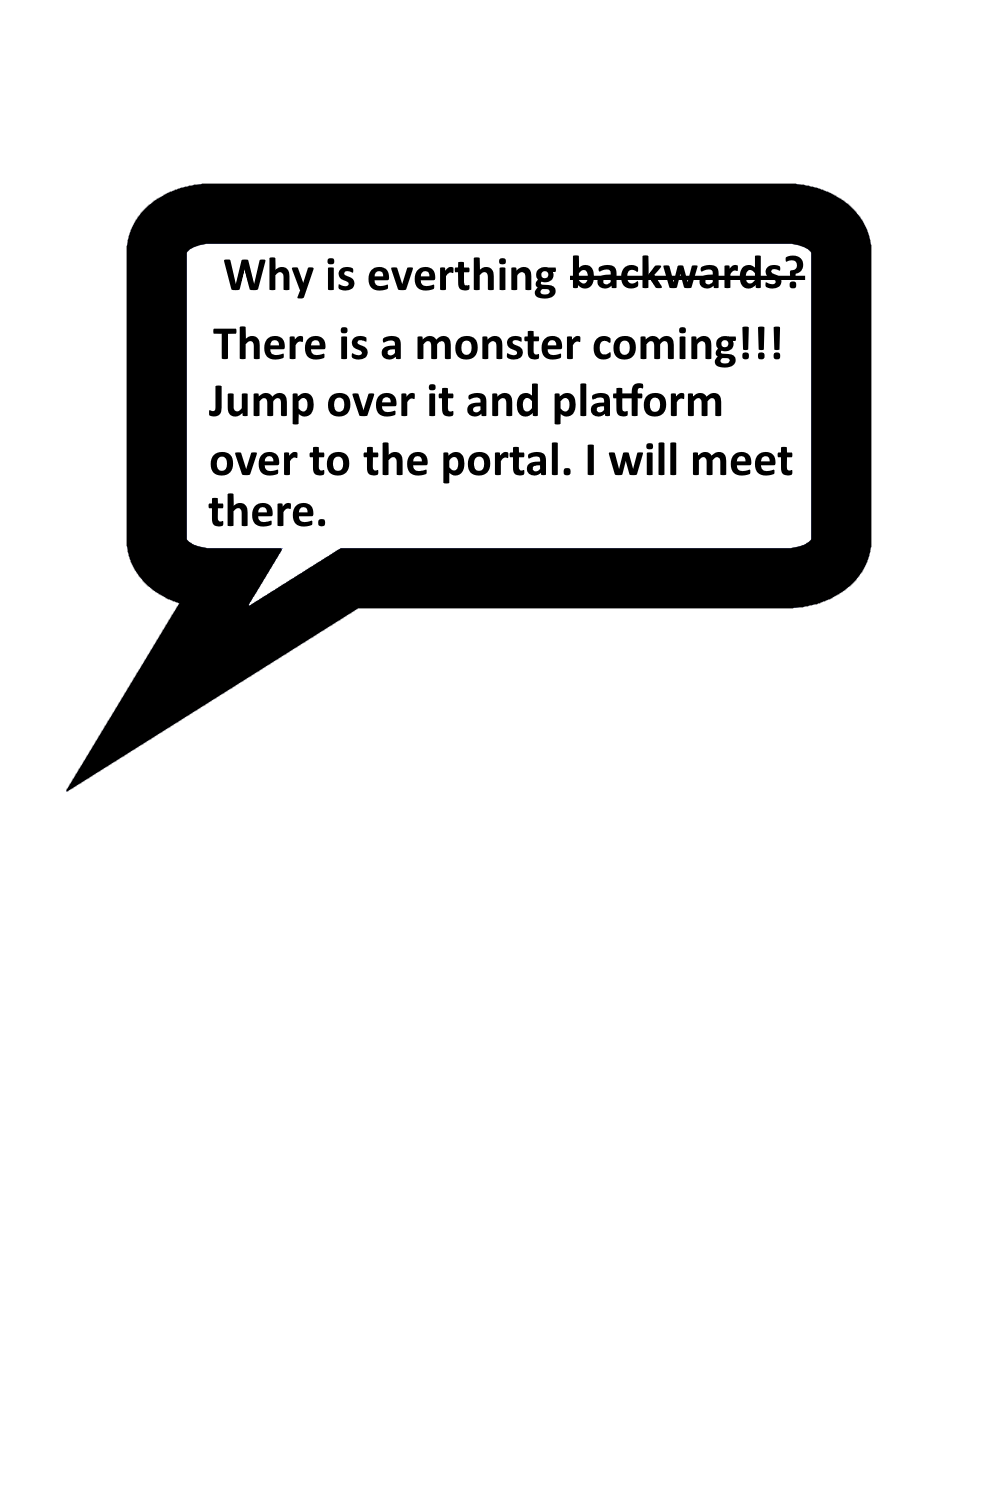 Why is everthing backwards?
There is a monster coming!!!
Jump over it and platform
over to the portal. I will meet
there.